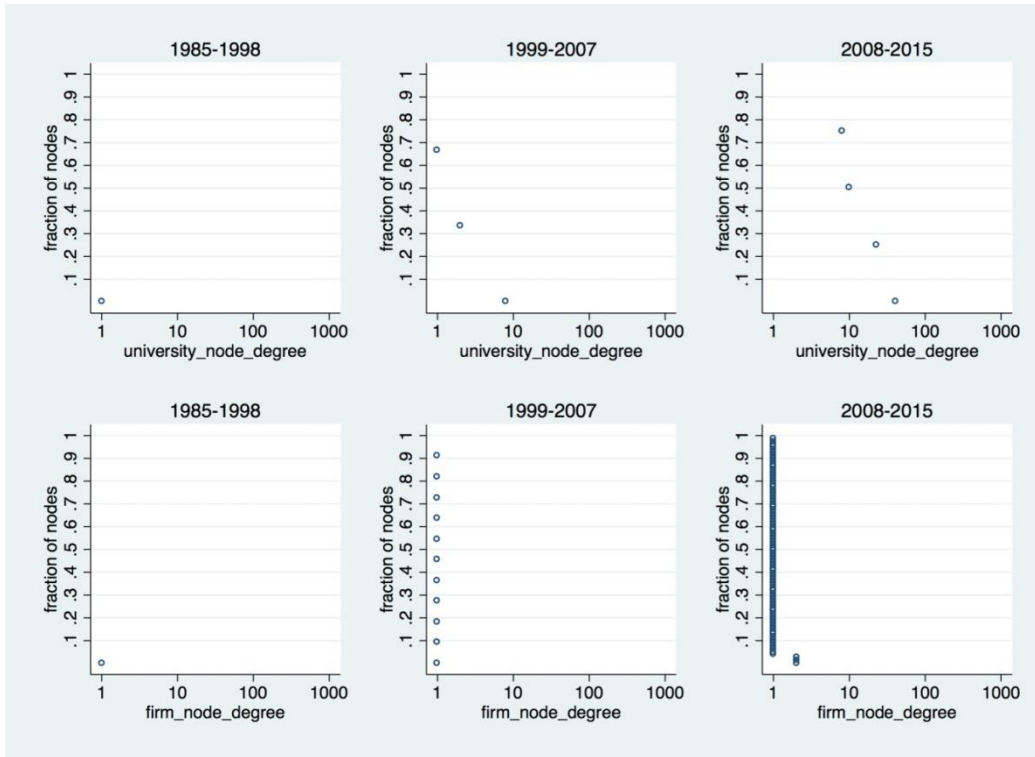 1985-1998
fraction of nodes
.1 .2 .3 .4 .5 .6 .7 .8 .9 1
1 10 100 1000
university_node_degree
1999-2007
fraction of nodes
.1 .2 .3 .4 .5 .6 .7 .8 .9 1
1 10 100 1000
university_node_degree
2008-2015
fraction of nodes
.1 .2 .3 .4 .5 .6 .7 .8 .9 1
1 10 100 1000
university_node_degree
1985-1998
fraction of nodes
.1 .2 .3 .4 .5 .6 .7 .8 .9 1
1 10 100 1000
firm_node_degree
1999-2007
fraction of nodes
.1 .2 .3 .4 .5 .6 .7 .8 .9 1
1 10 100 1000
firm_node_degree
2008-2015
fraction of nodes
.1 .2 .3 .4 .5 .6 .7 .8 .9 1
1 10 100 1000
firm_node_degree